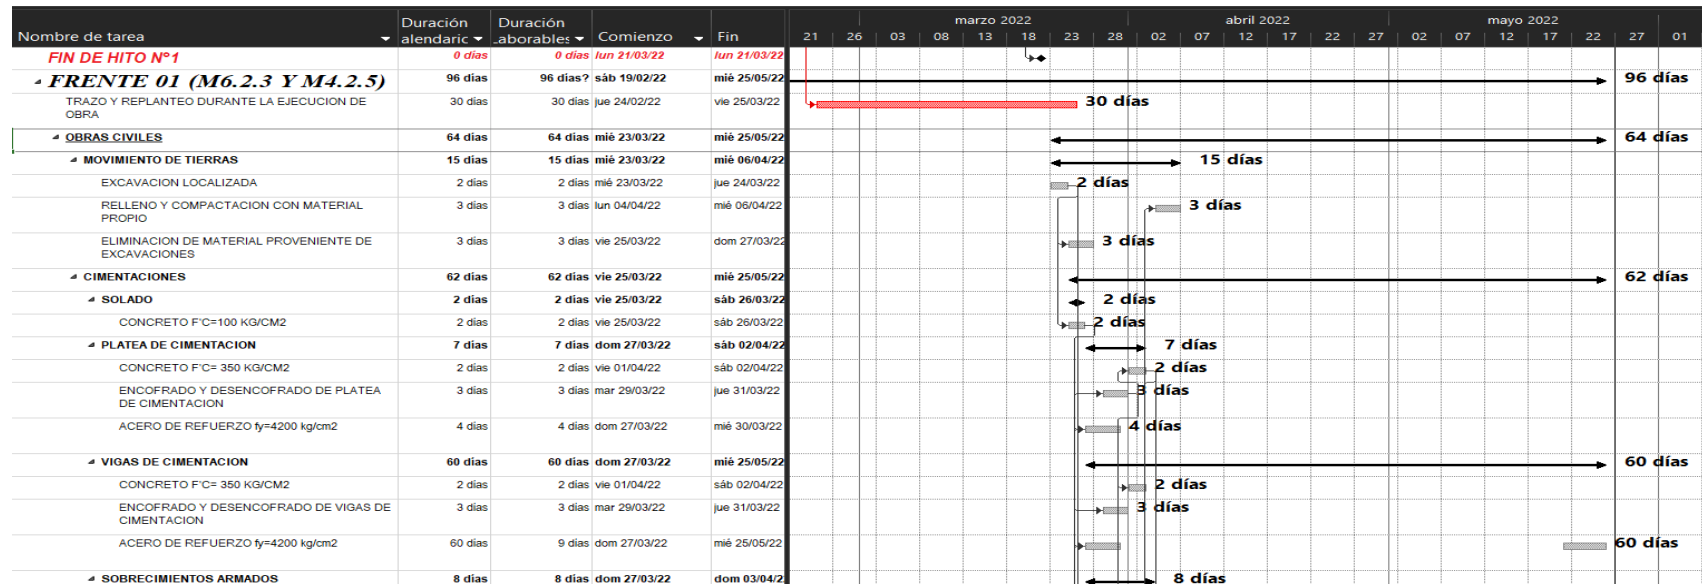 Nombre de tarea Duración alendaric Duración Laborables Comienzo Fin
marzo 2022 abril 2022 mayo 2022
21 26 03 08 13 18 23 28 02 07 12 17 22 27 02 07 12 17 22 27 01
FIN DE HITO Nº1 0 días 0 días lun 21/03/22 lun 21/03/22
FRENTE 01 (M6.2.3 Y M4.2.5) 96 días 96 días? sáb 19/02/22 mié 25/05/22 96 días
TRAZO Y REPLANTEO DURANTE LA EJECUCION DE 30 días 30 días jue 24/02/22 vie 25/03/22 30 días
OBRA
OBRAS CIVILES 64 días 64 días mié 23/03/22 mié 25/05/22 64 días
MOVIMIENTO DE TIERRAS 15 días 15 días mié 23/03/22 mié 06/04/22 15 días
EXCAVACION LOCALIZADA 2 días 2 días mié 23/03/22 jue 24/03/22 2 días
RELLENO Y COMPACTACION CON MATERIAL 3 días 3 días lun 04/04/22 mié 06/04/22 3 días
PROPIO
ELIMINACION DE MATERIAL PROVENIENTE DE 3 días 3 días vie 25/03/22 dom 27/03/22 3 días
EXCAVACIONES
CIMENTACIONES 62 días 62 días vie 25/03/22 mié 25/05/22 62 días
SOLADO 2 días 2 días vie 25/03/22 sáb 26/03/22 2 días
CONCRETO F'C=100 KG/CM2 2 días 2 días vie 25/03/22 sáb 26/03/22 2 días
PLATEA DE CIMENTACION 7 días 7 días dom 27/03/22 sáb 02/04/22 7 días
CONCRETO F'C= 350 KG/CM2 2 días 2 días vie 01/04/22 sáb 02/04/22 2 días
ENCOFRADO Y DESENCOFRADO DE PLATEA 3 días 3 días mar 29/03/22 jue 31/03/22 3 días
DE CIMENTACION
ACERO DE REFUERZO fy=4200 kg/cm2 4 días 4 días dom 27/03/22 mié 30/03/22 4 días
VIGAS DE CIMENTACION 60 días 60 días dom 27/03/22 mié 25/05/22 60 días
CONCRETO F'C= 350 KG/CM2 2 días 2 días vie 01/04/22 sáb 02/04/22 2 días
ENCOFRADO Y DESENCOFRADO DE VIGAS DE 3 días 3 días mar 29/03/22 jue 31/03/22 3 días
CIMENTACION
ACERO DE REFUERZO fy=4200 kg/cm2 60 días 9 días dom 27/03/22 mié 25/05/22 60 días
SOBRECIMIENTOS ARMADOS 8 días 8 días dom 27/03/22 dom 03/04/2 8 días